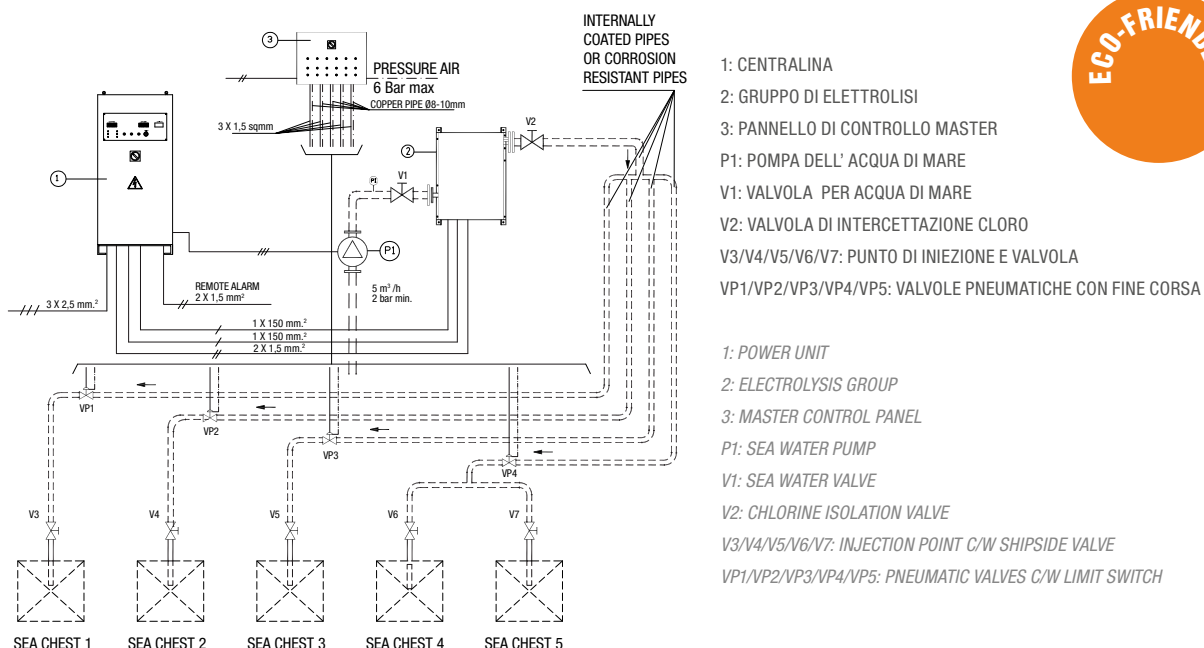 INTERNALLY
COATED PIPES
OR CORROSION
RESISTANT PIPES
3
PRESSURE AIR
6 Bar max
COPPER PIPE Ø8-10mm
3 X 1,5 sqmm
1
2
V2
P1
V1
P1
5 m³ /h
2 bar min.
REMOTE ALARM
2 X 1,5 mm²
3 X 2,5 mm.²
1 X 150 mm.²
1 X 150 mm.²
2 X 1,5 mm.²
VP1
VP2
VP3
VP4
V3
V4
V5
V6
V7
SEA CHEST 1
SEA CHEST 2
SEA CHEST 3
SEA CHEST 4
SEA CHEST 5
1: CENTRALINA
2: GRUPPO DI ELETTROLISI
3: PANNELLO DI CONTROLLO MASTER
P1: POMPA DELL' ACQUA DI MARE
V1: VALVOLA PER ACQUA DI MARE
V2: VALVOLA DI INTERCETTAZIONE CLORO
V3/V4/V5/V6/V7: PUNTO DI INIEZIONE E VALVOLA
VP1/VP2/VP3/VP4/VP5: VALVOLE PNEUMATICHE CON FINE CORSA
1: POWER UNIT
2: ELECTROLYSIS GROUP
3: MASTER CONTROL PANEL
P1: SEA WATER PUMP
V1: SEA WATER VALVE
V2: CHLORINE ISOLATION VALVE
V3/V4/V5/V6/V7: INJECTION POINT C/W SHIPSIDE VALVE
VP1/VP2/VP3/VP4/VP5: PNEUMATIC VALVES C/W LIMIT SWITCH